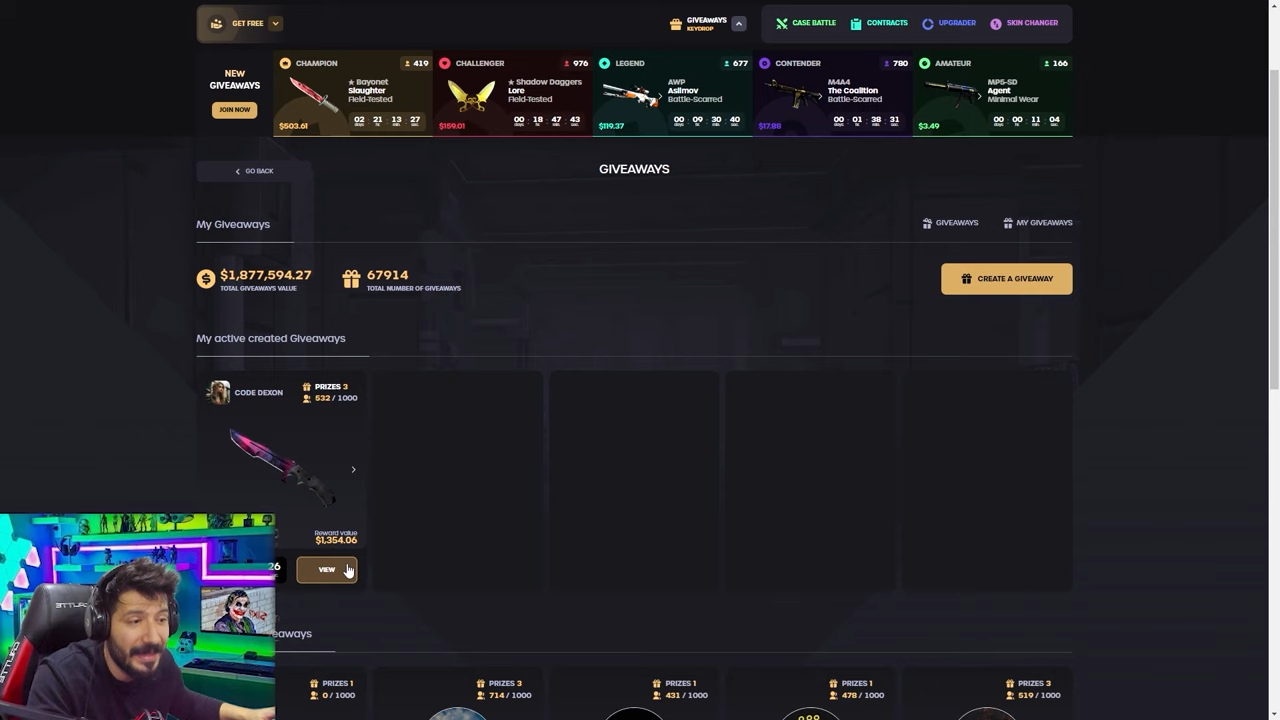 GET FREE
GIVEAWAYS
KEYDROP
CASE BATTLE
CONTRACTS
UPGRADER
SKIN CHANGER
NEW
GIVEAWAYS
JOIN NOW
CHAMPION
419
★ Bayonet
Slaughter
Field-Tested
$503.61
02 : 21 : 13 : 27
CHALLENGER
976
★ Shadow Daggers
Lore
Field-Tested
$159.01
00 : 18 : 47 : 43
LEGEND
677
AWP
Asiimov
Battle-Scarred
$119.37
00 : 09 : 30 : 40
CONTENDER
780
M4A4
The Coalition
Battle-Scarred
$17.88
00 : 01 : 38 : 31
AMATEUR
166
MP5-SD
Agent
Minimal Wear
$3.49
00 : 00 : 11 : 04
GO BACK
GIVEAWAYS
My Giveaways
GIVEAWAYS
MY GIVEAWAYS
$1,877,594.27
TOTAL GIVEAWAYS VALUE
67914
TOTAL NUMBER OF GIVEAWAYS
CREATE A GIVEAWAY
My active created Giveaways
CODE DEXON
PRIZES 3
532 / 1000
Reward value
$1,354.06
26
VIEW
eaways
PRIZES 1
0 / 1000
PRIZES 3
714 / 1000
PRIZES 1
431 / 1000
PRIZES 1
478 / 1000
PRIZES 3
519 / 1000